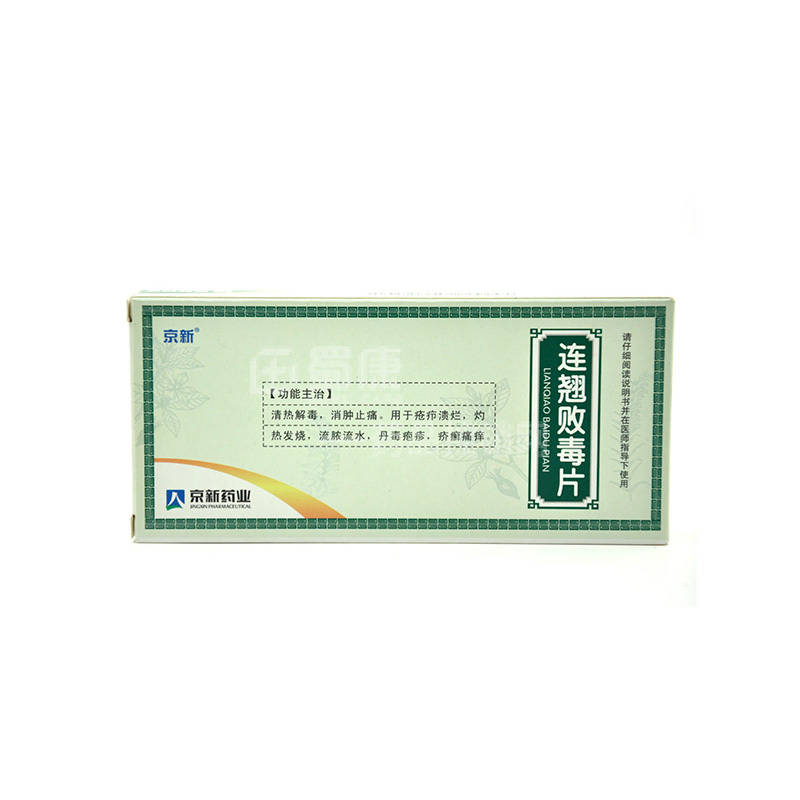 京新®
【功能主治】
清热解毒，消肿止痛。用于疮疖溃烂，灼
热发烧，流脓流水，丹毒疱疹，疥癣痛痒。
京新药业
JINGXIN PHARMACEUTICAL
连翘败毒片
LIANQIAO BAIDU PIAN
请仔细阅读说明书并在医师指导下使用
蜀康